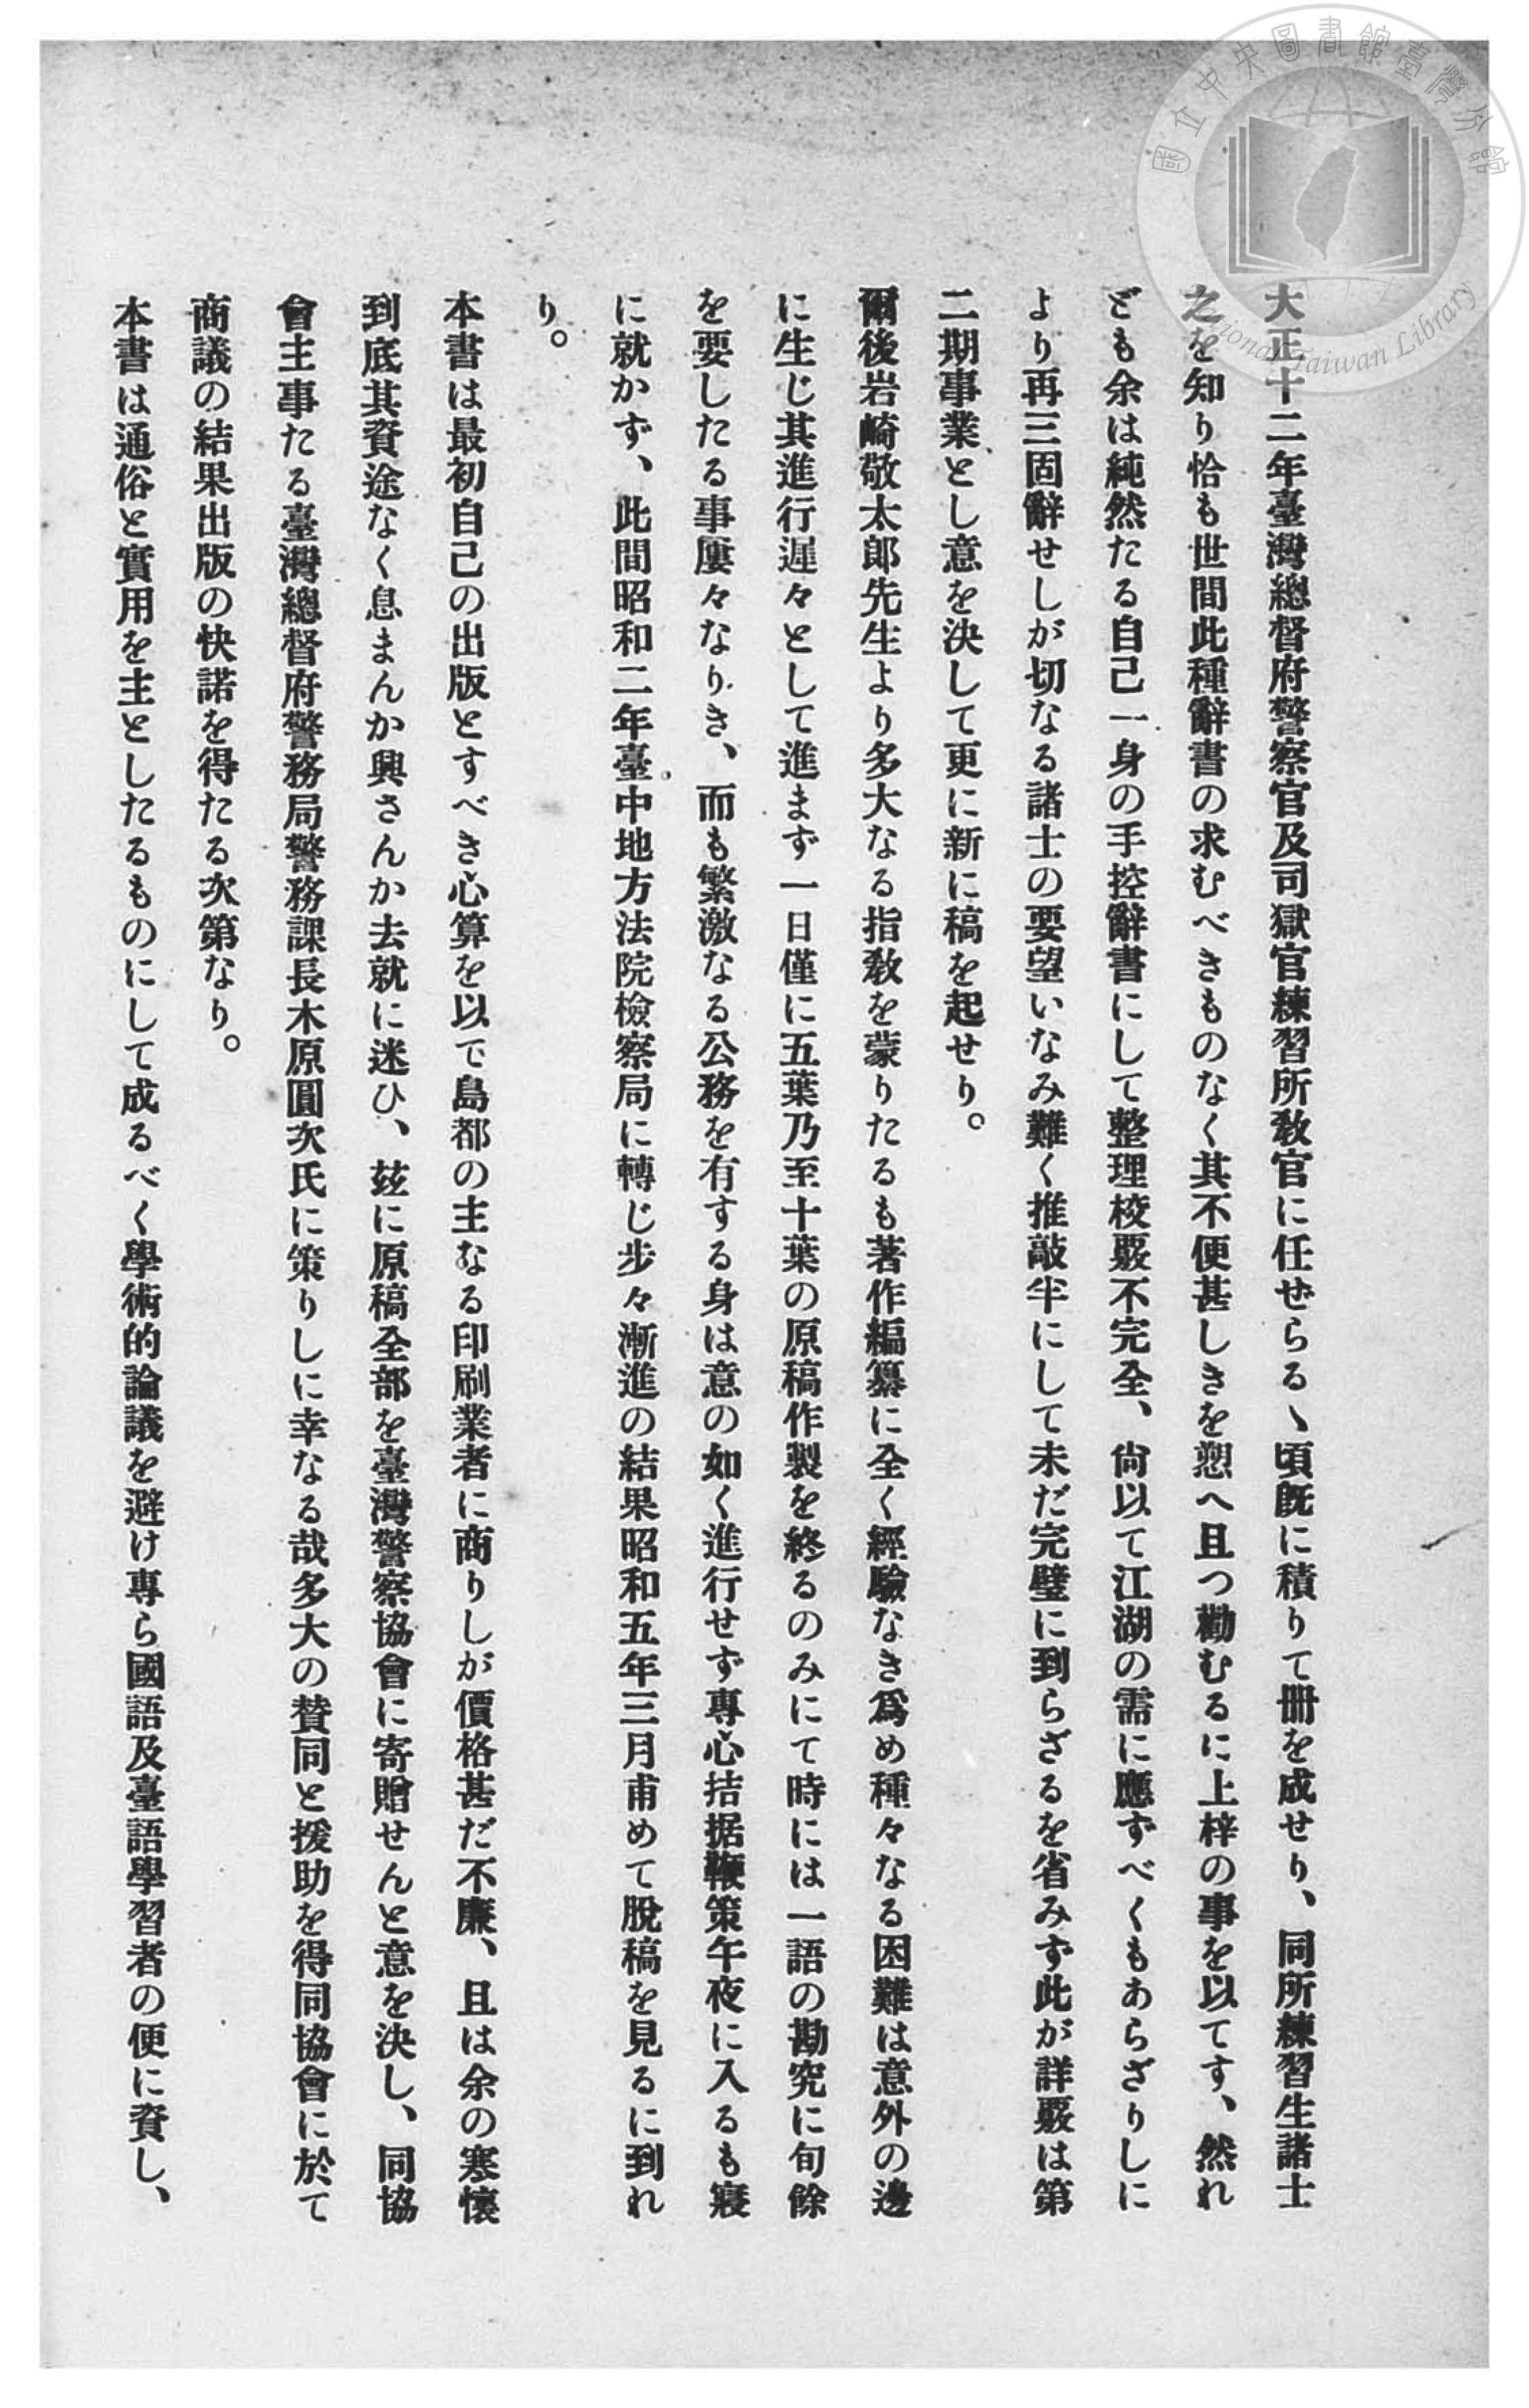 大正十二年臺灣總督府警察官及司獄官練習所敎官に任ぜらるゝ頃既に積りて册を成せり、同所練習生諸士
之を知り恰も世間此種辭書の求むべきものなく其不便甚しきを愬へ且つ勸むるに上梓の事を以てす、然れ
ども余は純然たる自己一身の手控辭書にして整理校覈不完全、尙以て江湖の需に應ずべくもあらざりしに
より再三固辭せしが切なる諸士の要望いなみ難く推敲半にして未だ完璧に到らざるを省みず此が詳覈は第
二期事業とし意を決して更に新に稿を起せり。
爾後岩崎敬太郎先生より多大なる指敎を蒙りたるも著作編纂に全く經驗なき爲め種々なる困難は意外の邊
に生じ其進行遲々として進まず一日僅に五葉乃至十葉の原稿作製を終るのみにて時には一語の勘究に旬餘
を要したる事屢々なりき、而も繁激なる公務を有する身は意の如く進行せず專心拮据鞭策午夜に入るも寢
に就かず、此間昭和二年臺中地方法院檢察局に轉じ步々漸進の結果昭和五年三月甫めて脫稿を見るに到れ
り。
本書は最初自己の出版とすべき心算を以て島都の主なる印刷業者に商りしが價格甚だ不廉、且は余の寒懷
到底其資途なく息まんか興さんか去就に迷ひ、玆に原稿全部を臺灣警察協會に寄贈せんと意を決し、同協
會主事たる臺灣總督府警務局警務課長木原圓次氏に策りしに幸なる哉多大の賛同と援助を得同協會に於て
商議の結果出版の快諾を得たる次第なり。
本書は通俗と實用を主としたるものにして成るべく學術的論議を避け專ら國語及臺語學習者の便に資し、
國立中央圖書館臺灣分館
National Taiwan Library